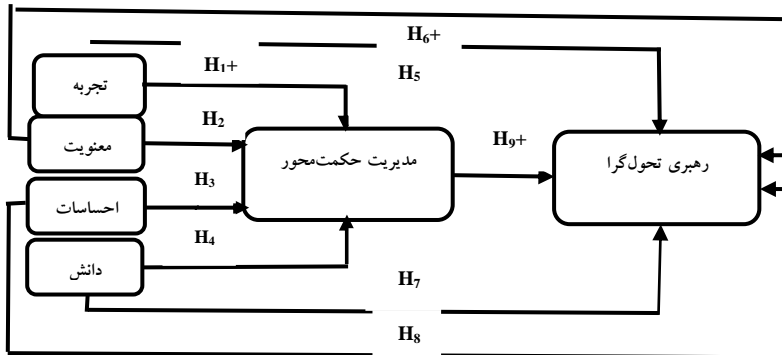 H6+
H1+
H5
تجربه
H2
معنویت
مدیریت حکمت‌محور
H9+
رهبری تحول‌گرا
H3
احساسات
H4
دانش
H7
H8